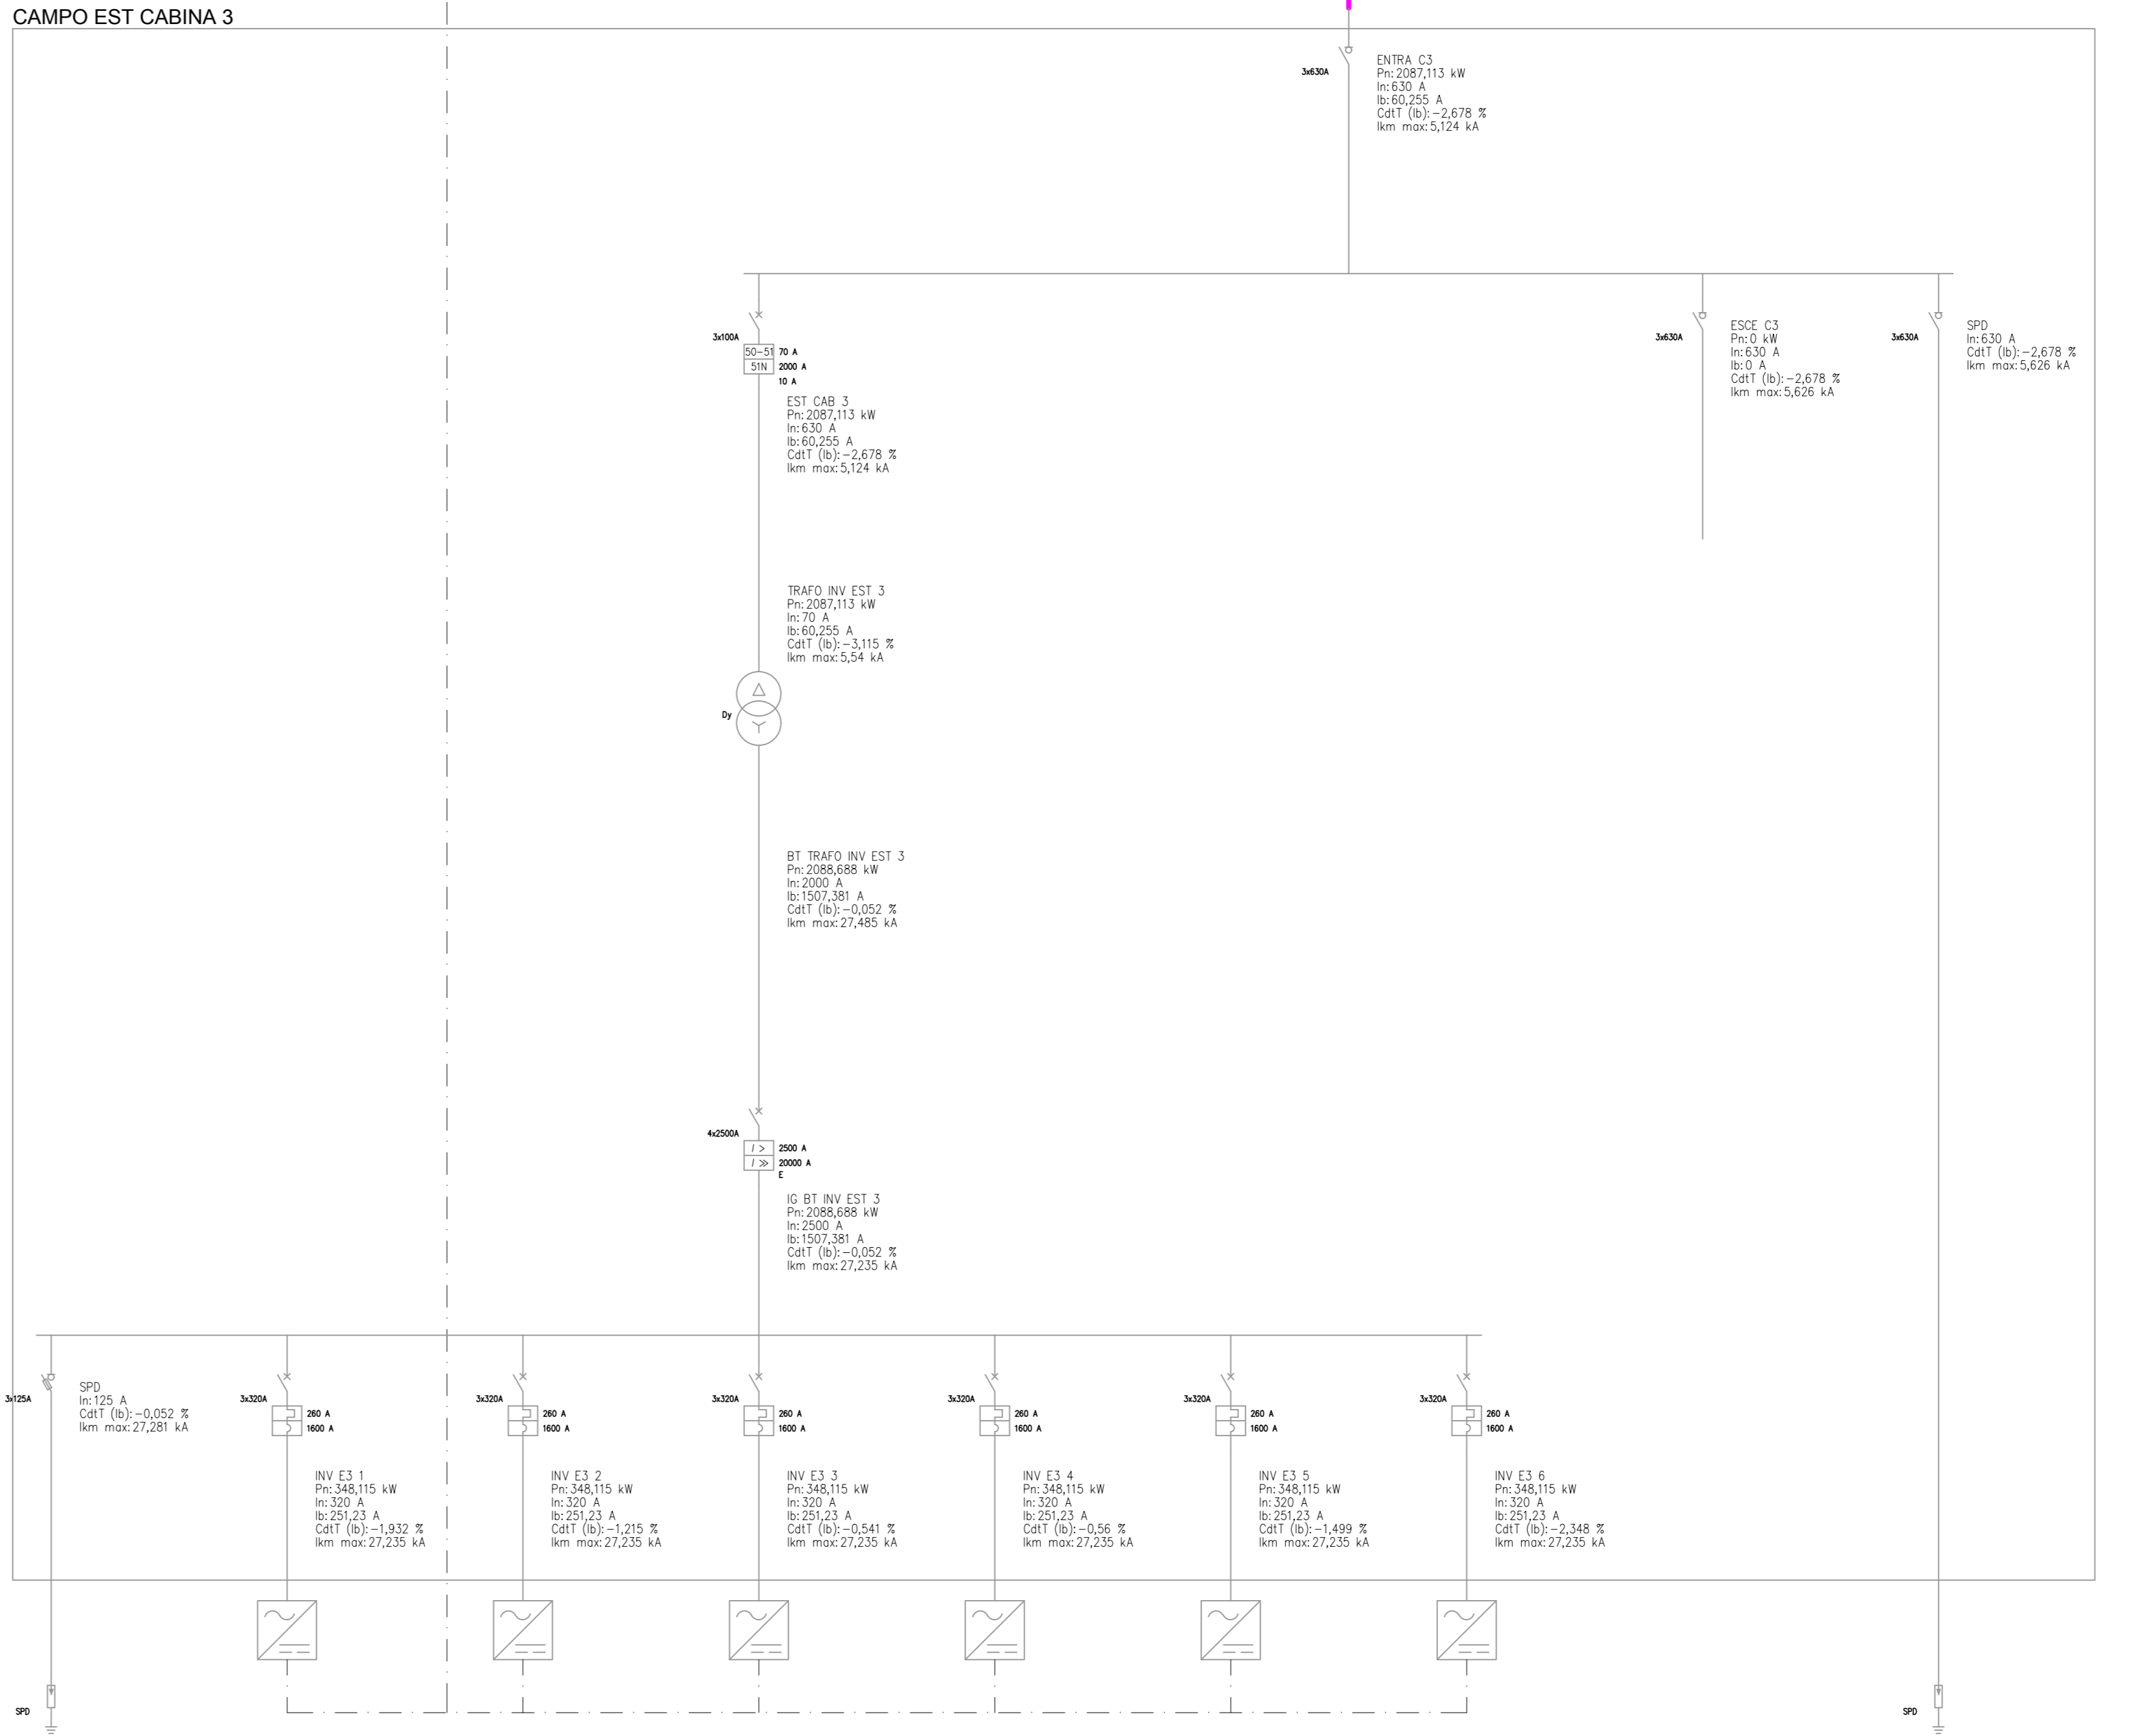 CAMPO EST CABINA 3
3x630A
ENTRA C3
Pn: 2087,113 kW
In: 630 A
Ib: 60,255 A
CdtT (Ib): -2,678 %
Ikm max: 5,124 kA
3x100A
50-51 70 A
51N 2000 A
10 A
EST CAB 3
Pn: 2087,113 kW
In: 630 A
Ib: 60,255 A
CdtT (Ib): -2,678 %
Ikm max: 5,124 kA
3x630A
ESCE C3
Pn: 0 kW
In: 630 A
Ib: 0 A
CdtT (Ib): -2,678 %
Ikm max: 5,626 kA
3x630A
SPD
In: 630 A
CdtT (Ib): -2,678 %
Ikm max: 5,626 kA
TRAFO INV EST 3
Pn: 2087,113 kW
In: 70 A
Ib: 60,255 A
CdtT (Ib): -3,115 %
Ikm max: 5,54 kA
Dy
BT TRAFO INV EST 3
Pn: 2088,688 kW
In: 2000 A
Ib: 1507,381 A
CdtT (Ib): -0,052 %
Ikm max: 27,485 kA
4x2500A
I > 2500 A
I >> 20000 A
E
IG BT INV EST 3
Pn: 2088,688 kW
In: 2500 A
Ib: 1507,381 A
CdtT (Ib): -0,052 %
Ikm max: 27,235 kA
3x125A
SPD
In: 125 A
CdtT (Ib): -0,052 %
Ikm max: 27,281 kA
3x320A
260 A
1600 A
INV E3 1
Pn: 348,115 kW
In: 320 A
Ib: 251,23 A
CdtT (Ib): -1,932 %
Ikm max: 27,235 kA
3x320A
260 A
1600 A
INV E3 2
Pn: 348,115 kW
In: 320 A
Ib: 251,23 A
CdtT (Ib): -1,215 %
Ikm max: 27,235 kA
3x320A
260 A
1600 A
INV E3 3
Pn: 348,115 kW
In: 320 A
Ib: 251,23 A
CdtT (Ib): -0,541 %
Ikm max: 27,235 kA
3x320A
260 A
1600 A
INV E3 4
Pn: 348,115 kW
In: 320 A
Ib: 251,23 A
CdtT (Ib): -0,56 %
Ikm max: 27,235 kA
3x320A
260 A
1600 A
INV E3 5
Pn: 348,115 kW
In: 320 A
Ib: 251,23 A
CdtT (Ib): -1,499 %
Ikm max: 27,235 kA
3x320A
260 A
1600 A
INV E3 6
Pn: 348,115 kW
In: 320 A
Ib: 251,23 A
CdtT (Ib): -2,348 %
Ikm max: 27,235 kA
SPD
SPD